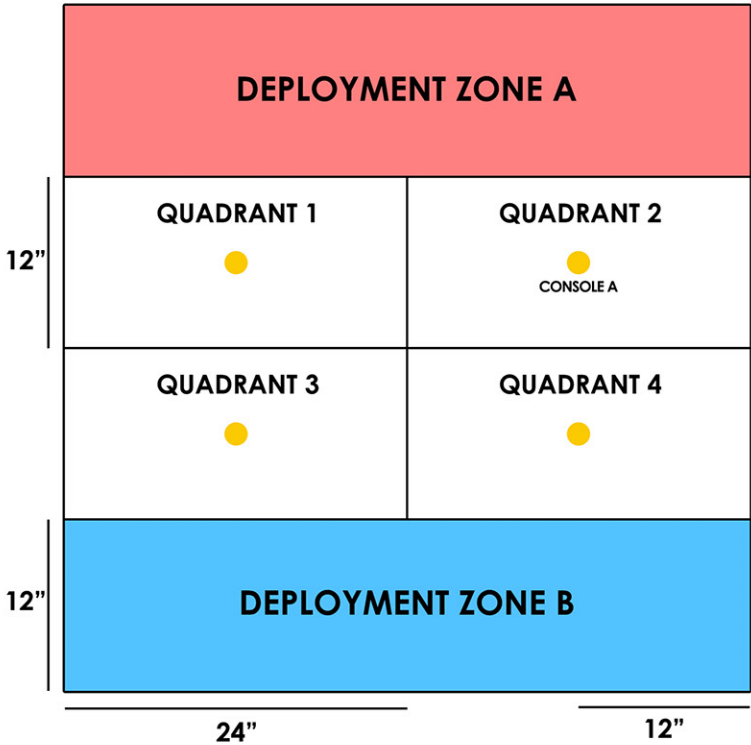 DEPLOYMENT ZONE A
QUADRANT 1
QUADRANT 2
12”
CONSOLE A
QUADRANT 3
QUADRANT 4
12”
DEPLOYMENT ZONE B
24”
12”